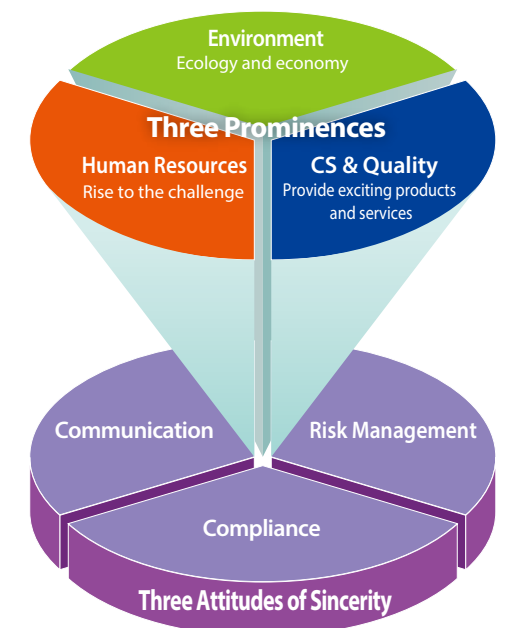 Environment
Ecology and economy
Three Prominences
Human Resources
Rise to the challenge
CS & Quality
Provide exciting products
and services
Communication
Risk Management
Compliance
Three Attitudes of Sincerity